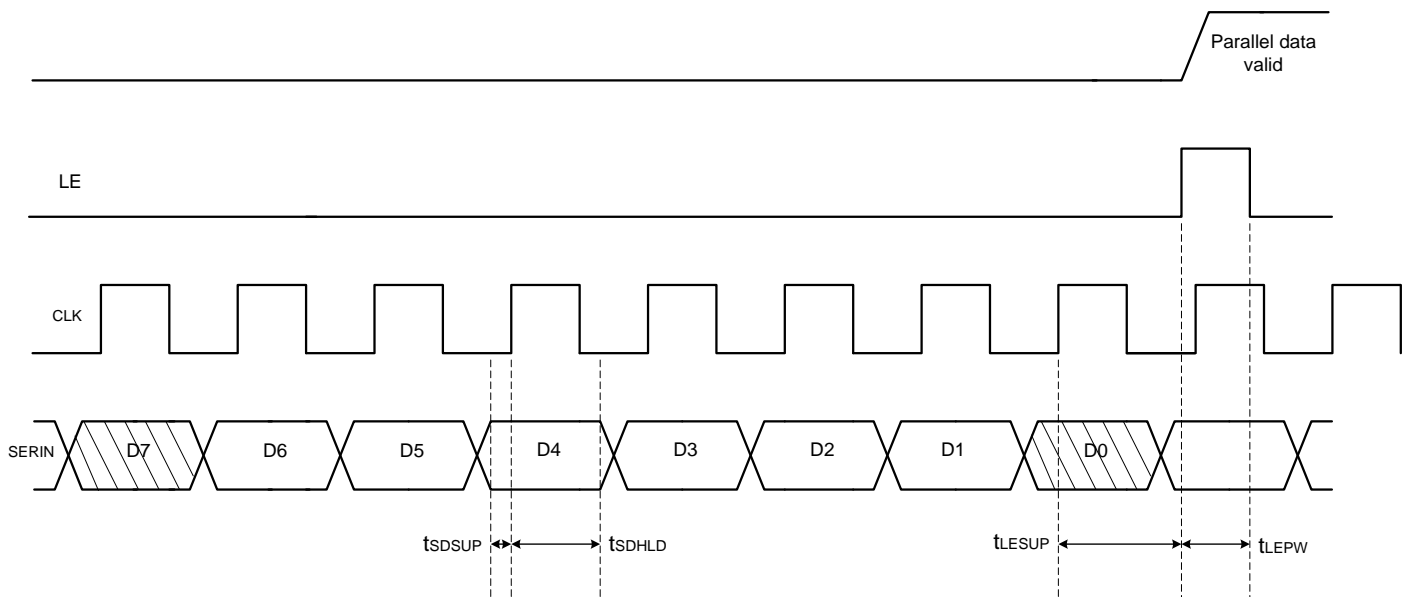 Parallel data
valid
LE
CLK
SERIN
D7
D6
D5
D4
D3
D2
D1
D0
tSDSUP
tSDHLD
tLESUP
tLEPW